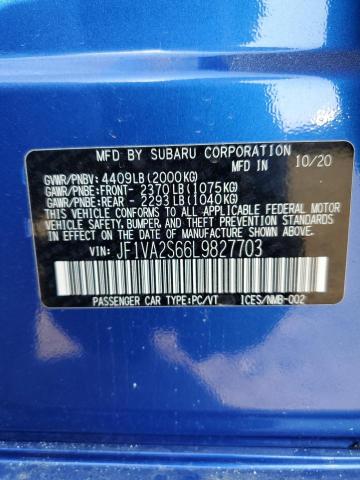 MFD BY SUBARU CORPORATION 10/20
GVWR/PNBV: 4409LB(2000KG)
GAWR/PNBE:FRONT- 2370LB(1075KG)
GAWR/PNBE:REAR - 2293LB(1040KG)
THIS VEHICLE CONFORMS TO ALL APPLICABLE FEDERAL MOTOR
VEHICLE SAFETY, BUMPER, AND THEFT PREVENTION STANDARDS
IN EFFECT ON THE DATE OF MANUFACTURE SHOWN ABOVE.
VIN: JF1VA2S66L9827703
PASSENGER CAR TYPE:PC/VT ICES/NMB-002